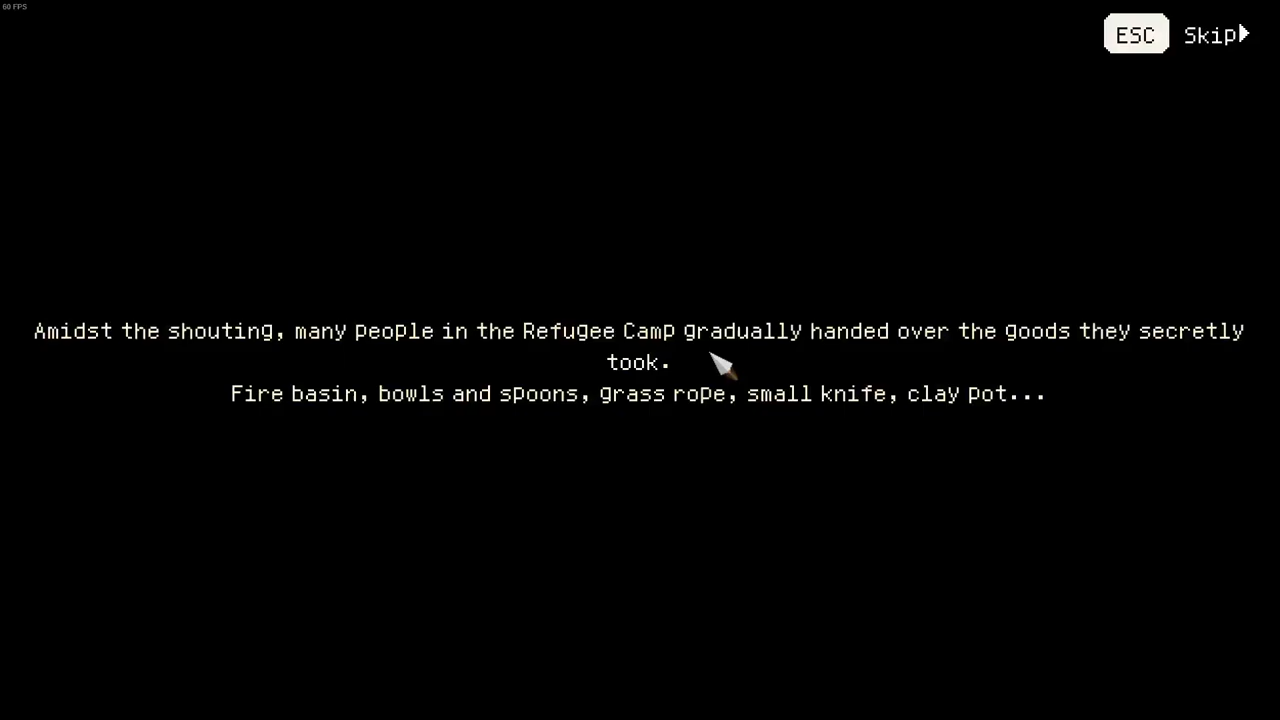 60 FPS
ESC Skip
Amidst the shouting, many people in the Refugee Camp gradually handed over the goods they secretly
took.
Fire basin, bowls and spoons, grass rope, small knife, clay pot...